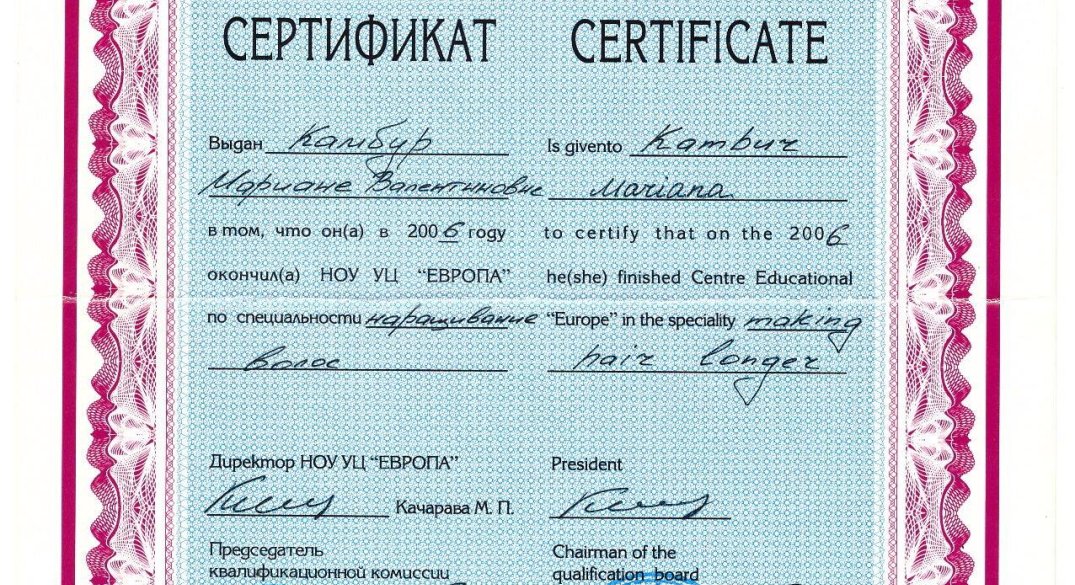 СЕРТИФИКАТ
Выдан Камбур
Мариане Валентиновне
в том, что он(а) в 2006 году
окончил(а) НОУ УЦ “ЕВРОПА”
по специальности наращивание
волос
Директор НОУ УЦ “ЕВРОПА”
Качарава М. П.
Председатель
квалификационной комиссии
CERTIFICATE
Is givento Kambur
Mariana
to certify that on the 2006
he(she) finished Centre Educational
“Europe” in the speciality making
hair longer
President
Chairman of the
qualification board